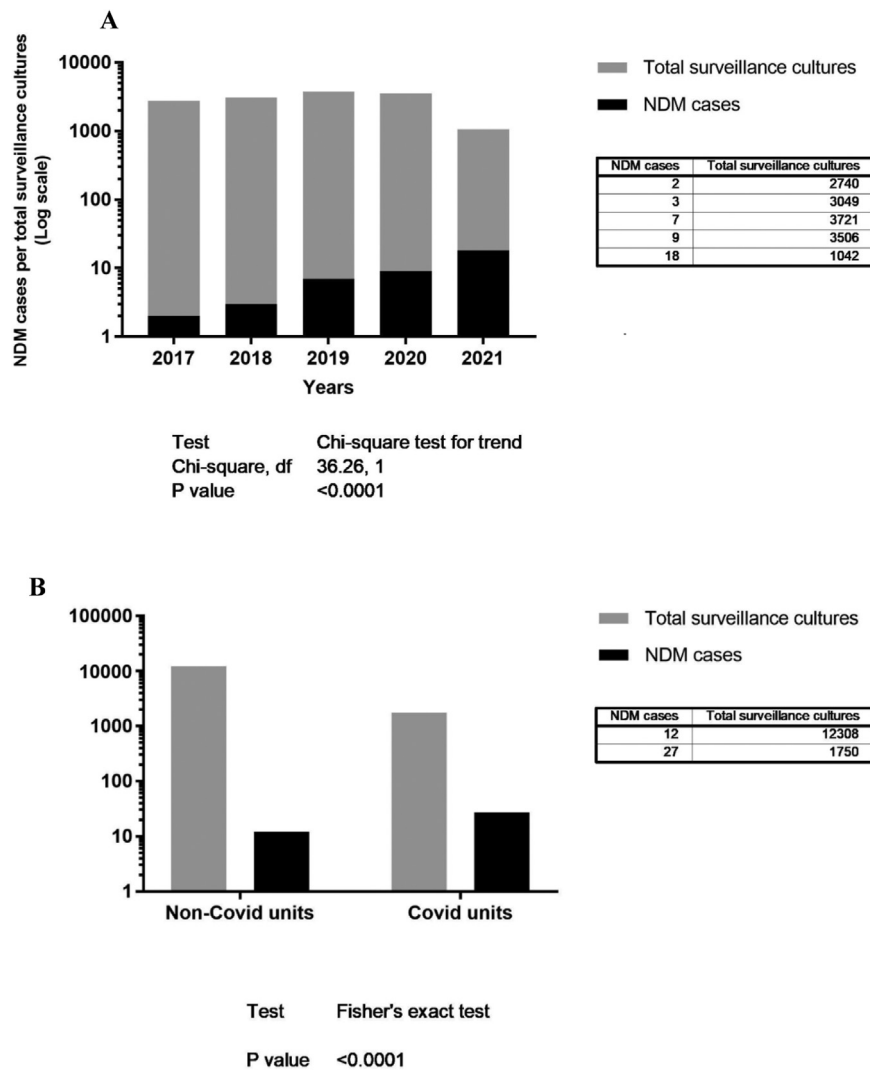 A
NDM cases per total surveillance cultures
(Log scale)
10000
1000
100
10
1
2017 2018 2019 2020 2021
Years
Total surveillance cultures
NDM cases
NDM cases Total surveillance cultures
2 2740
3 3049
7 3721
9 3506
18 1042
Test Chi-square test for trend
Chi-square, df 36.26, 1
P value <0.0001
B
100000
10000
1000
100
10
1
Non-Covid units Covid units
Total surveillance cultures
NDM cases
NDM cases Total surveillance cultures
12 12308
27 1750
Test Fisher's exact test
P value <0.0001